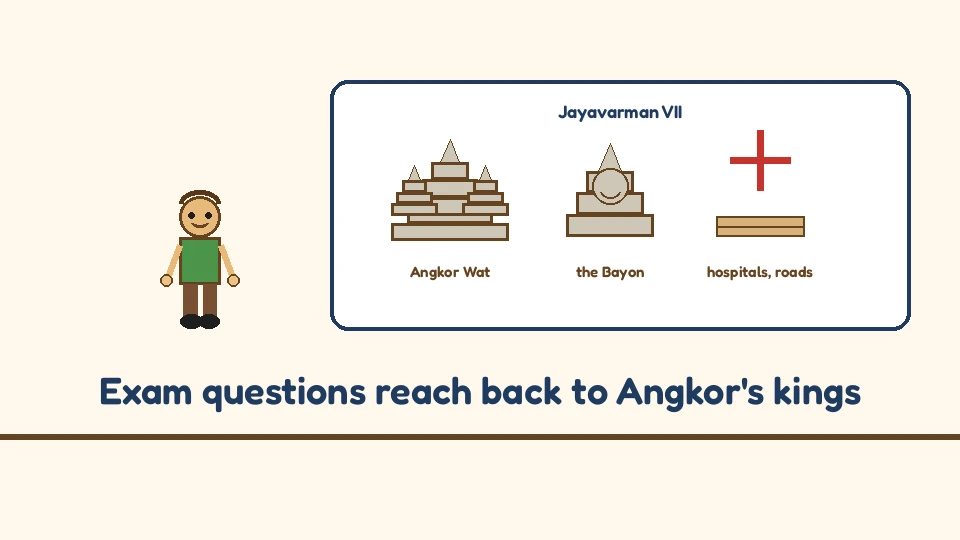 Jayavarman VII
Angkor Wat
the Bayon
hospitals, roads
Exam questions reach back to Angkor's kings